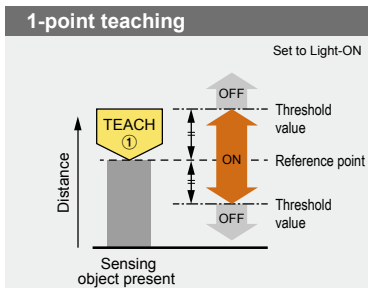 1-point teaching
Set to Light-ON
OFF
TEACH
①
Threshold
value
ON
Reference point
Distance
OFF
Threshold
value
Sensing
object present